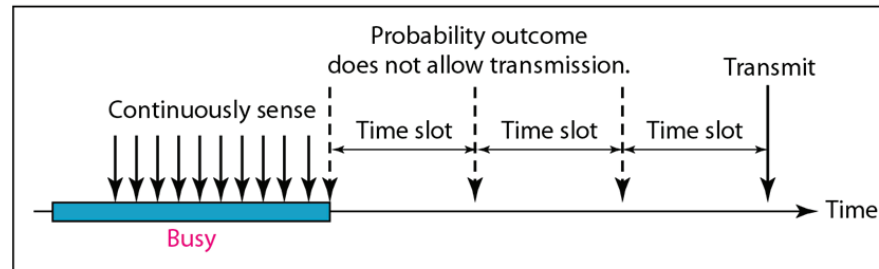 Probability outcome
does not allow transmission.
Transmit
Continuously sense
Time slot
Time slot
Time slot
Time
Busy